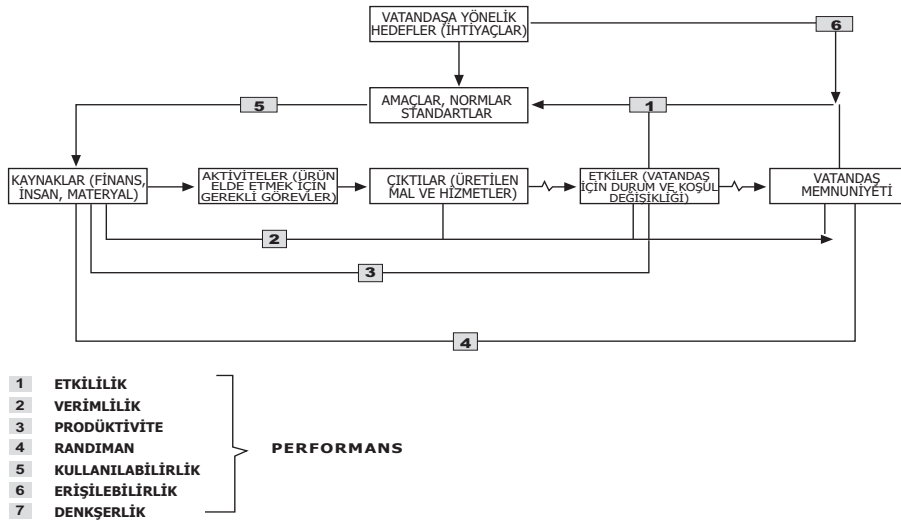 VATANDAŞA YÖNELİK
HEDEFLER (İHTİYAÇLAR)
6
AMAÇLAR, NORMLAR
STANDARTLAR
5
1
KAYNAKLAR (FİNANS,
İNSAN, MATERYAL)
AKTİVİTELER (ÜRÜN
ELDE ETMEK İÇİN
GEREKLİ GÖREVLER)
ÇIKTILAR (ÜRETİLEN
MAL VE HİZMETLER)
ETKİLER (VATANDAŞ
İÇİN DURUM VE KOŞUL
DEĞİŞİKLİĞİ)
VATANDAŞ
MEMNUNİYETİ
2
3
4
1 ETKİLİLİK
2 VERİMLİLİK
3 PRODÜKTİVİTE
4 RANDIMAN
5 KULLANILABİLİRLİK
6 ERİŞİLEBİLİRLİK
7 DENKŞERLİK
PERFORMANS